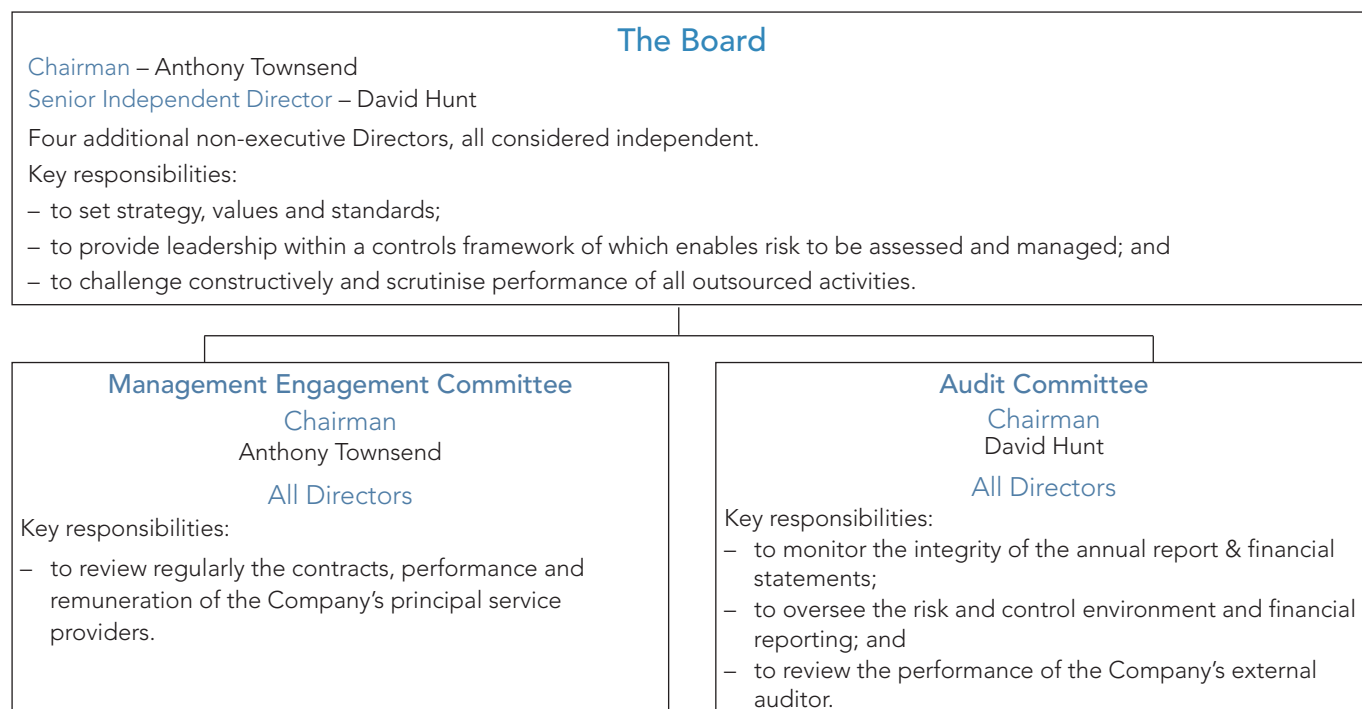 The Board
Chairman – Anthony Townsend
Senior Independent Director – David Hunt
Four additional non-executive Directors, all considered independent.
Key responsibilities:
– to set strategy, values and standards;
– to provide leadership within a controls framework of which enables risk to be assessed and managed; and
– to challenge constructively and scrutinise performance of all outsourced activities.
Management Engagement Committee
Chairman
Anthony Townsend
All Directors
Key responsibilities:
– to review regularly the contracts, performance and
remuneration of the Company’s principal service
providers.
Audit Committee
Chairman
David Hunt
All Directors
Key responsibilities:
– to monitor the integrity of the annual report & financial
statements;
– to oversee the risk and control environment and financial
reporting; and
– to review the performance of the Company’s external
auditor.